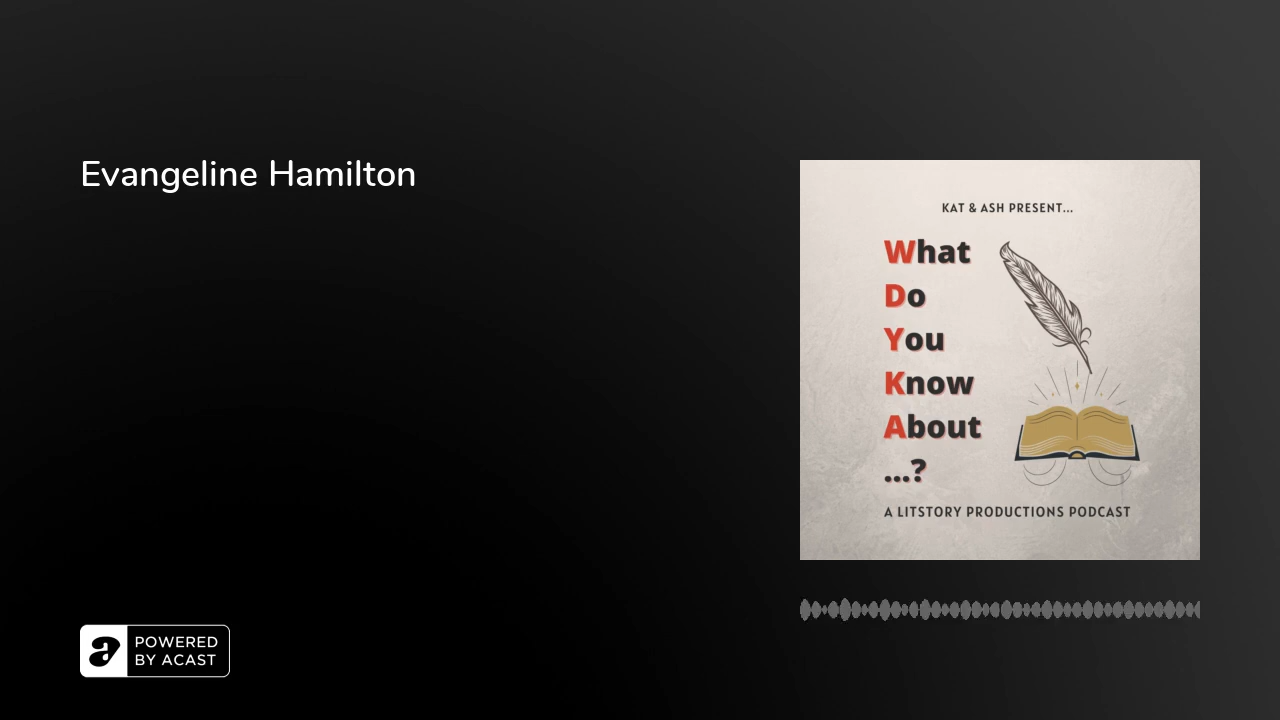 Evangeline Hamilton
KAT & ASH PRESENT...
What
Do
You
Know
About
...?
A LITSTORY PRODUCTIONS PODCAST
a POWERED
BY ACAST